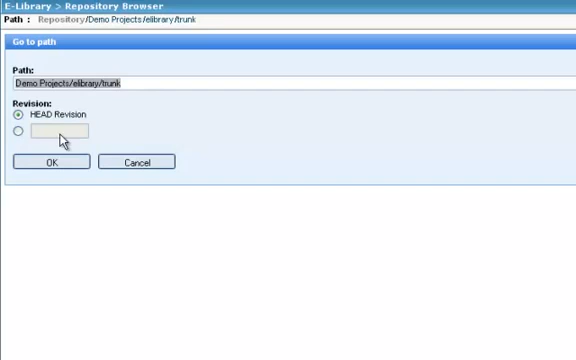 E-Library > Repository Browser
Path : Repository/Demo Projects/elibrary/trunk
Go to path
Path:
Demo Projects/elibrary/trunk
Revision:
HEAD Revision
OK Cancel